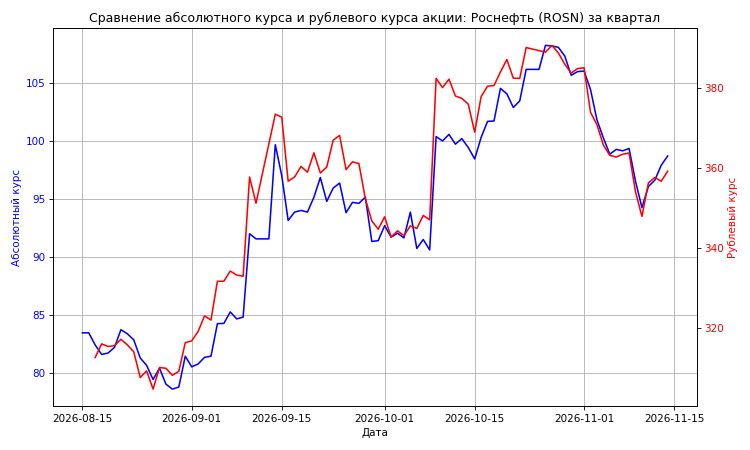 Сравнение абсолютного курса и рублевого курса акции: Роснефть (ROSN) за квартал
Абсолютный курс
105
100
95
90
85
80
380
360
340
320
Рублевый курс
2026-08-15 2026-09-01 2026-09-15 2026-10-01 2026-10-15 2026-11-01 2026-11-15
Дата